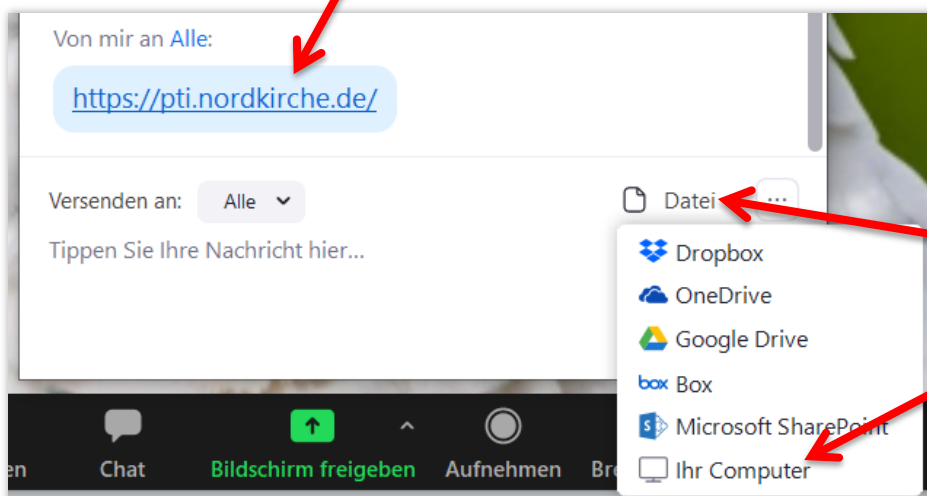 Von mir an Alle:
https://pti.nordkirche.de/
Versenden an: Alle
Datei ...
Tippen Sie Ihre Nachricht hier...
Dropbox
OneDrive
Google Drive
box Box
Microsoft SharePoint
Ihr Computer
Chat Bildschirm freigeben Aufnehmen